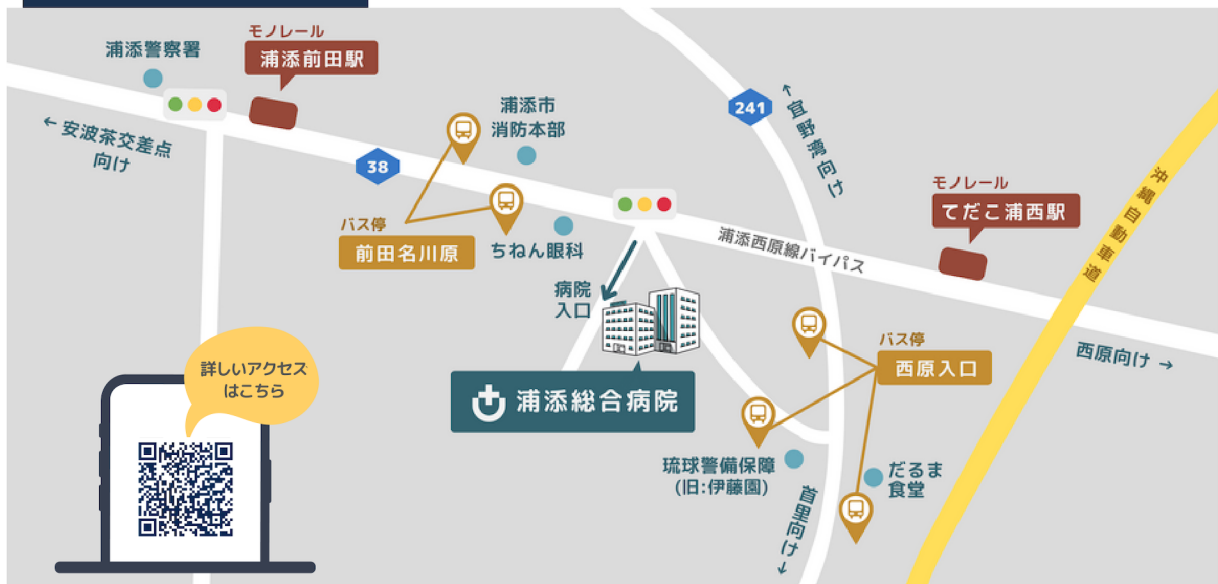 モノレール
浦添前田駅
浦添警察署
←安波茶交差点
向け
38
浦添市
消防本部
バス停
前田名川原
ちねん眼科
病院
入口
浦添総合病院
241
↑宜野湾向け
浦添西原線バイパス
モノレール
てだこ浦西駅
沖縄自動車道
西原向け→
バス停
西原入口
琉球警備保障
(旧:伊藤園)
首里向け↓
だるま
食堂
詳しいアクセス
はこちら